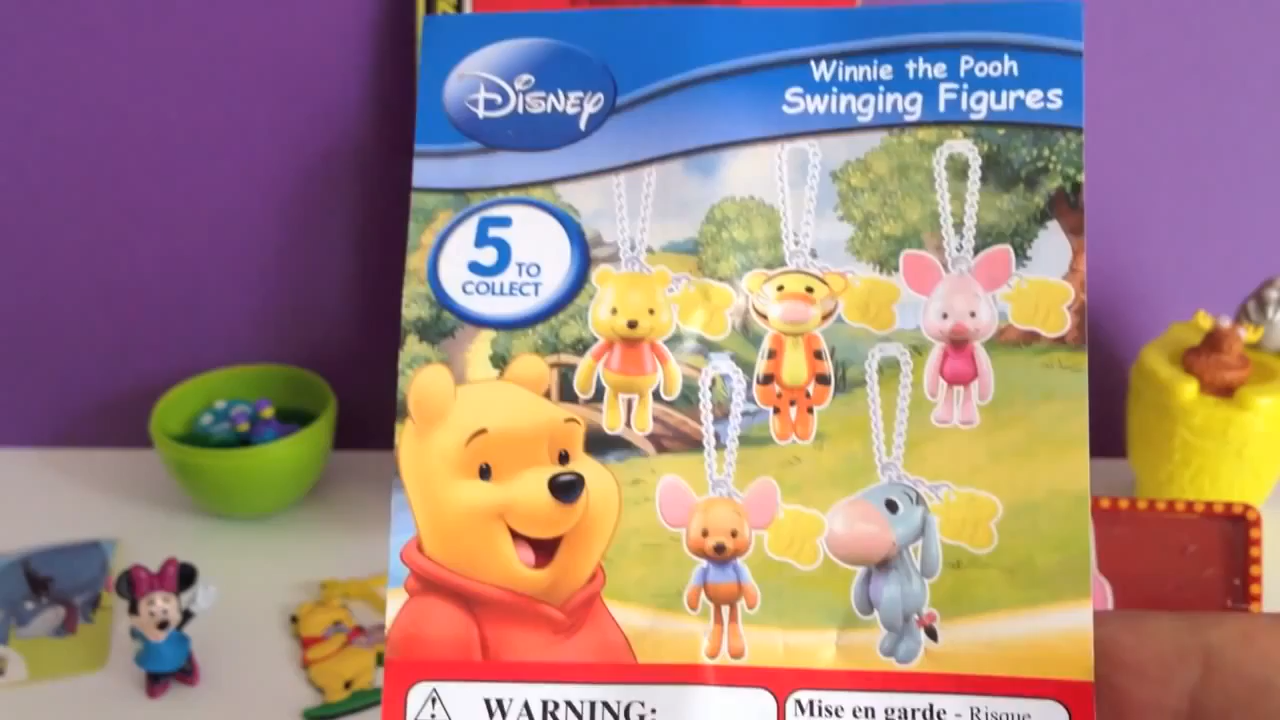 DISNEY
Winnie the Pooh
Swinging Figures
5 TO
COLLECT
WARNING:
Mise en garde - Risque